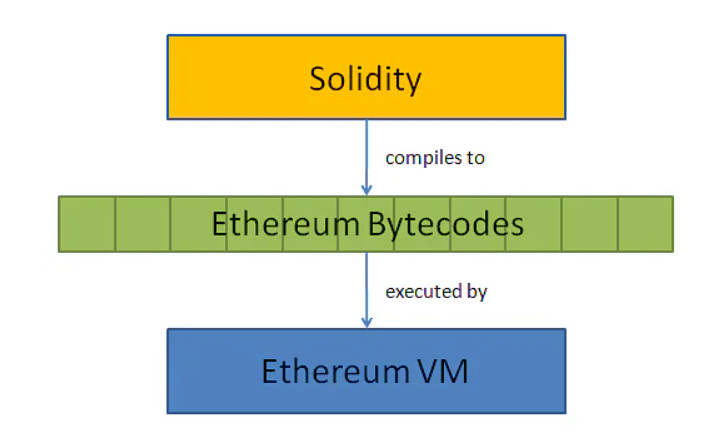 Solidity
compiles to
Ethereum Bytecodes
executed by
Ethereum VM